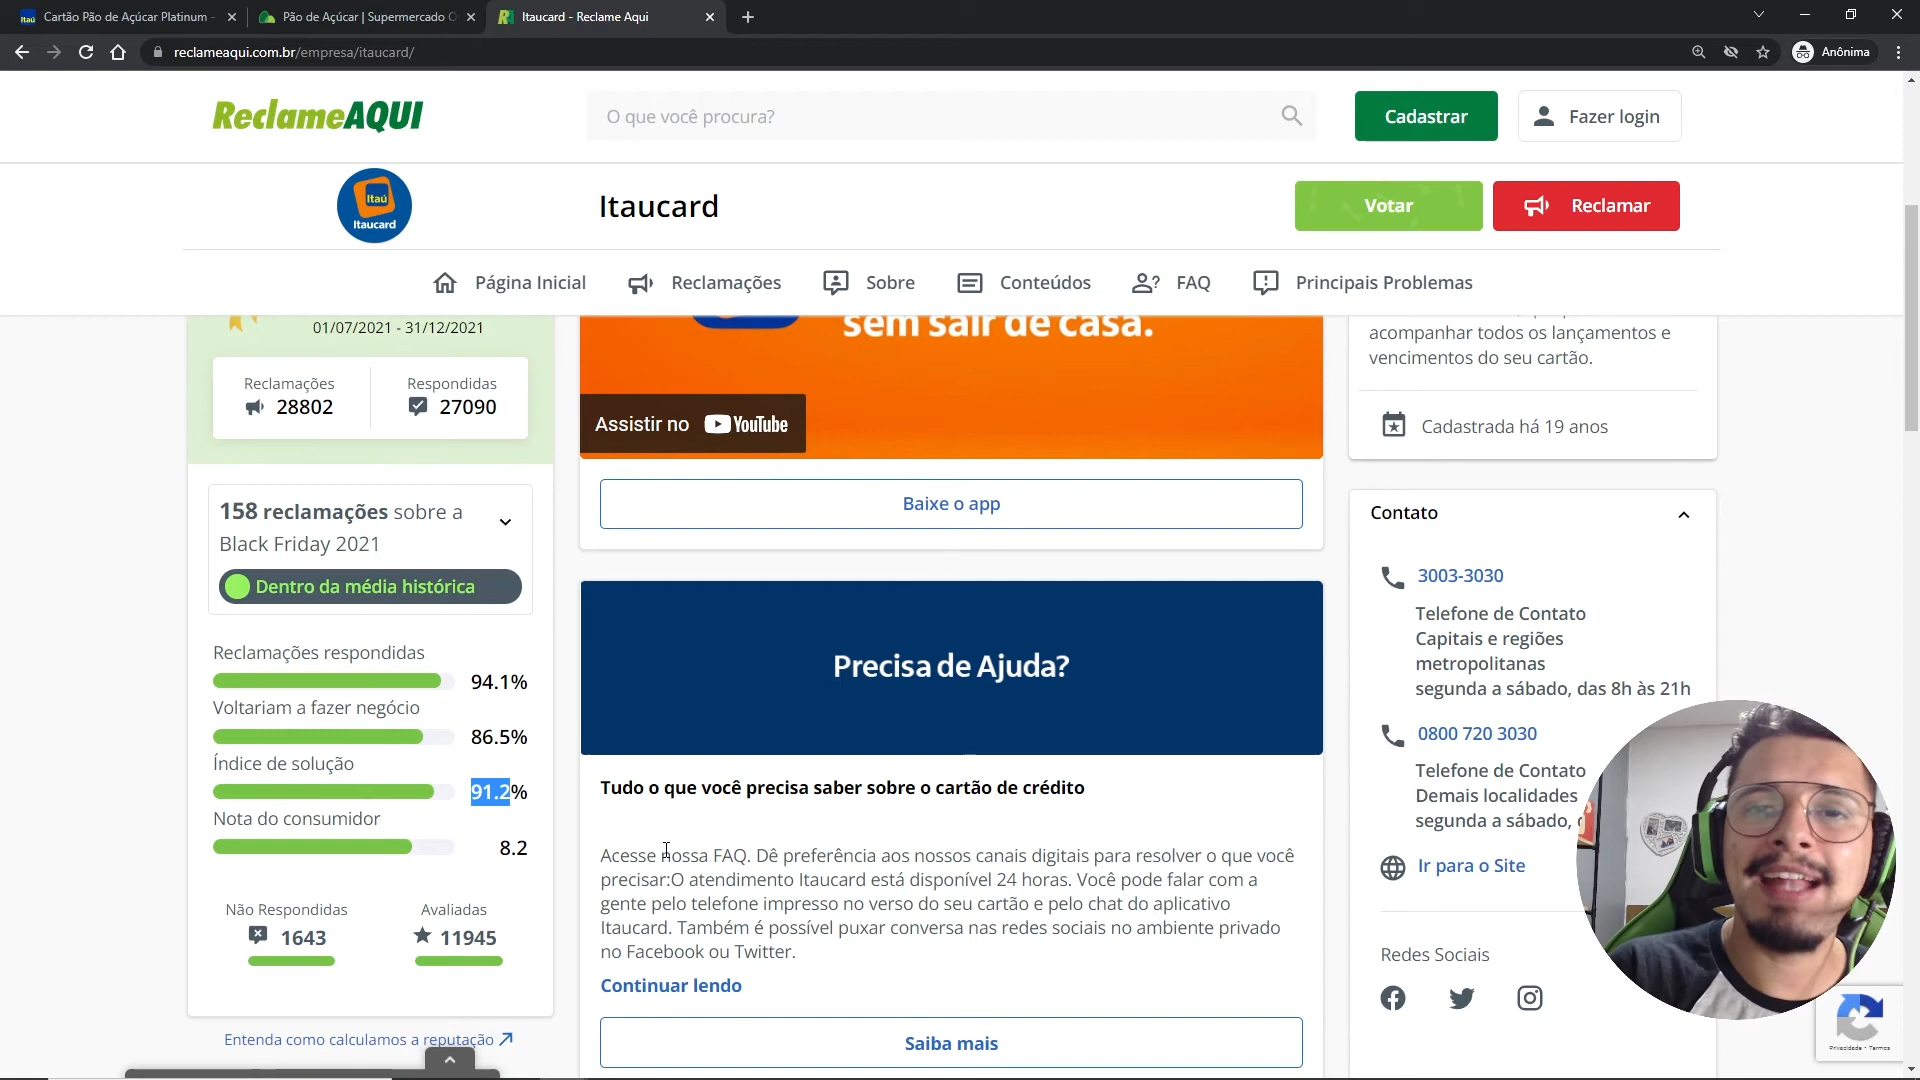 Itaú
Cartão Pão de Açúcar Platinum -
Pão de Açúcar | Supermercado O
Itaucard - Reclame Aqui
reclameaqui.com.br/empresa/itaucard/
Anônima
ReclameAQUI
O que você procura?
Cadastrar
Fazer login
Itaú
Itaucard
Itaucard
Votar
Reclamar
Página Inicial
Reclamações
Sobre
Conteúdos
FAQ
Principais Problemas
01/07/2021 - 31/12/2021
Reclamações
28802
Respondidas
27090
158 reclamações sobre a
Black Friday 2021
Dentro da média histórica
Reclamações respondidas
94.1%
Voltariam a fazer negócio
86.5%
Índice de solução
91.2%
Nota do consumidor
8.2
Não Respondidas
1643
Avaliadas
11945
Entenda como calculamos a reputação
sem sair de casa.
Assistir no YouTube
Baixe o app
Precisa de Ajuda?
Tudo o que você precisa saber sobre o cartão de crédito
Acesse nossa FAQ. Dê preferência aos nossos canais digitais para resolver o que você
precisar:O atendimento Itaucard está disponível 24 horas. Você pode falar com a
gente pelo telefone impresso no verso do seu cartão e pelo chat do aplicativo
Itaucard. Também é possível puxar conversa nas redes sociais no ambiente privado
no Facebook ou Twitter.
Continuar lendo
Saiba mais
acompanhar todos os lançamentos e
vencimentos do seu cartão.
Cadastrada há 19 anos
Contato
3003-3030
Telefone de Contato
Capitais e regiões
metropolitanas
segunda a sábado, das 8h às 21h
0800 720 3030
Telefone de Contato
Demais localidades
segunda a sábado,
Ir para o Site
Redes Sociais
Privacidade - Termos